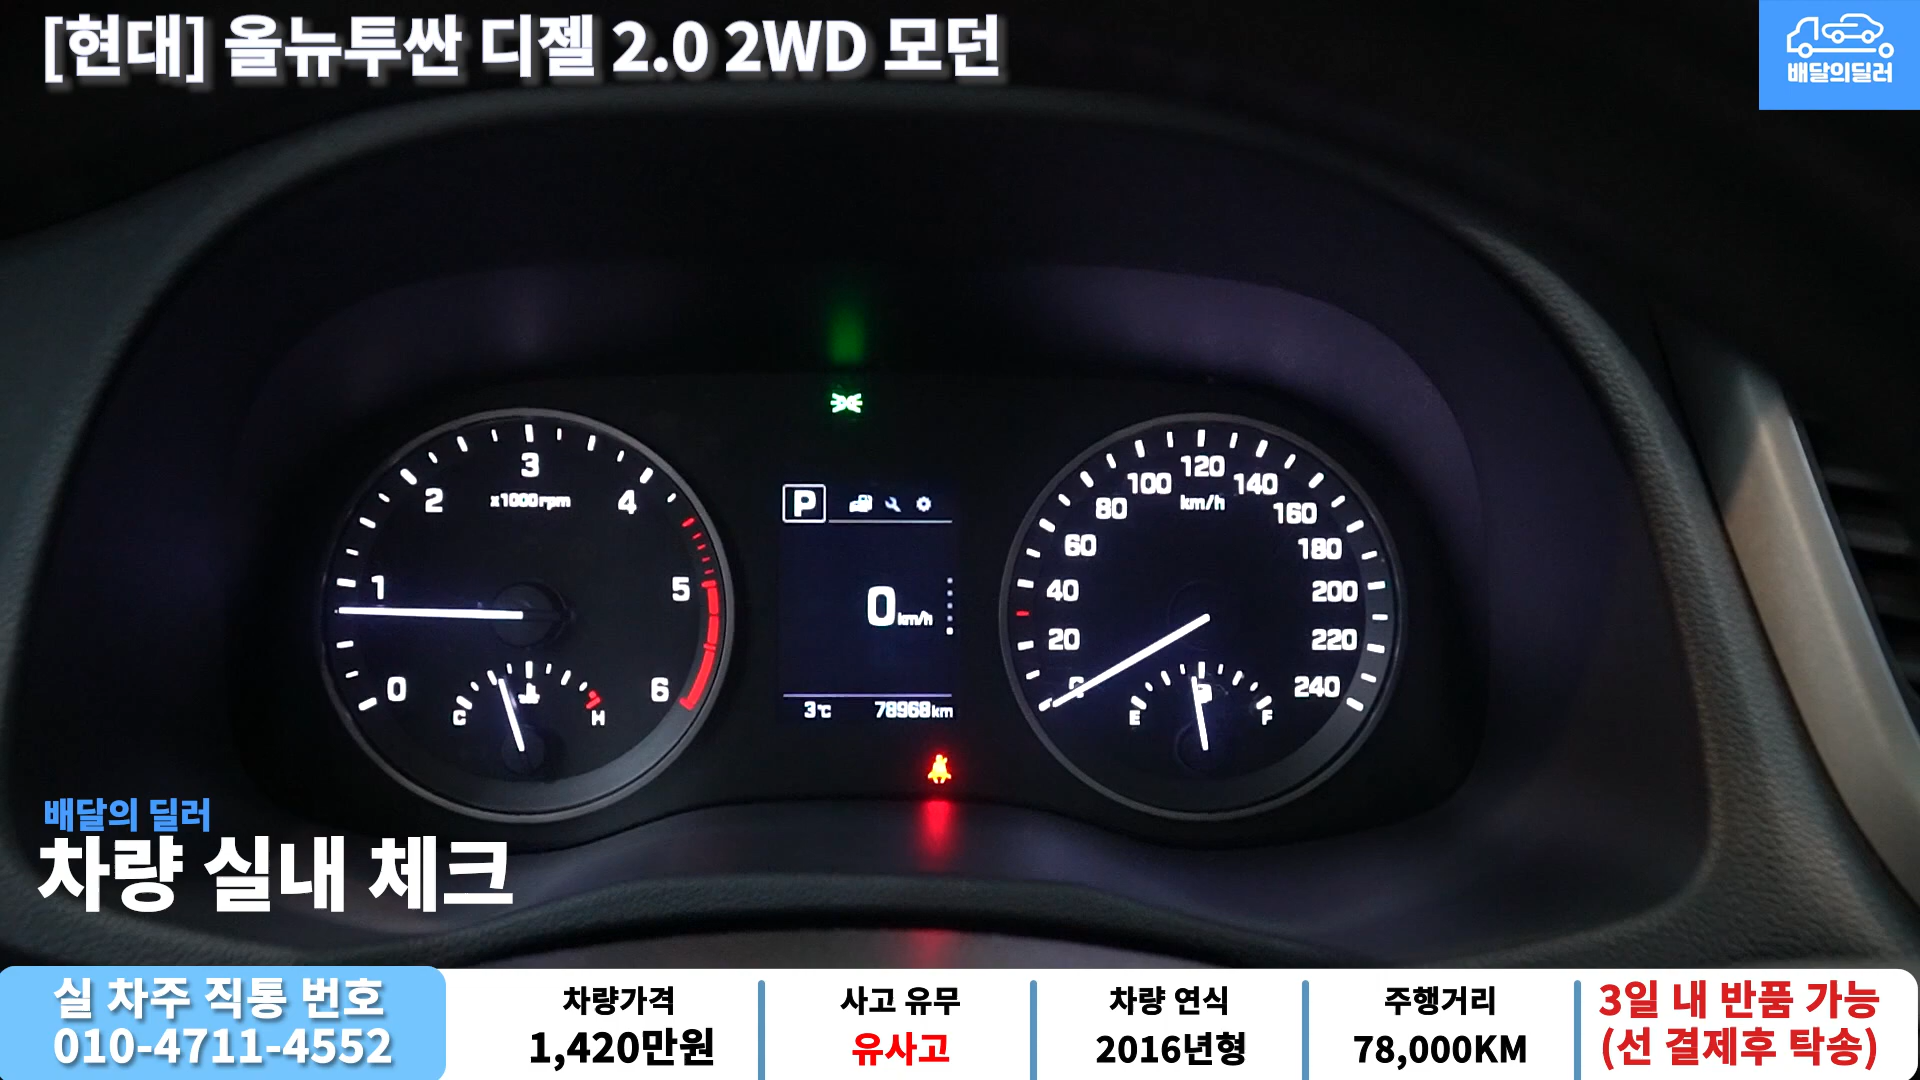 [현대] 올뉴투싼 디젤 2.0 2WD 모던
배달의딜러
0
1
2
3
4
5
6
x1000rpm
C
H
P
0km/h
3℃
78968km
0
20
40
60
80
100
120
140
160
180
200
220
240
km/h
E
F
배달의 딜러
차량 실내 체크
실 차주 직통 번호
010-4711-4552
차량가격
1,420만원
사고 유무
유사고
차량 연식
2016년형
주행거리
78,000KM
3일 내 반품 가능
(선 결제후 탁송)